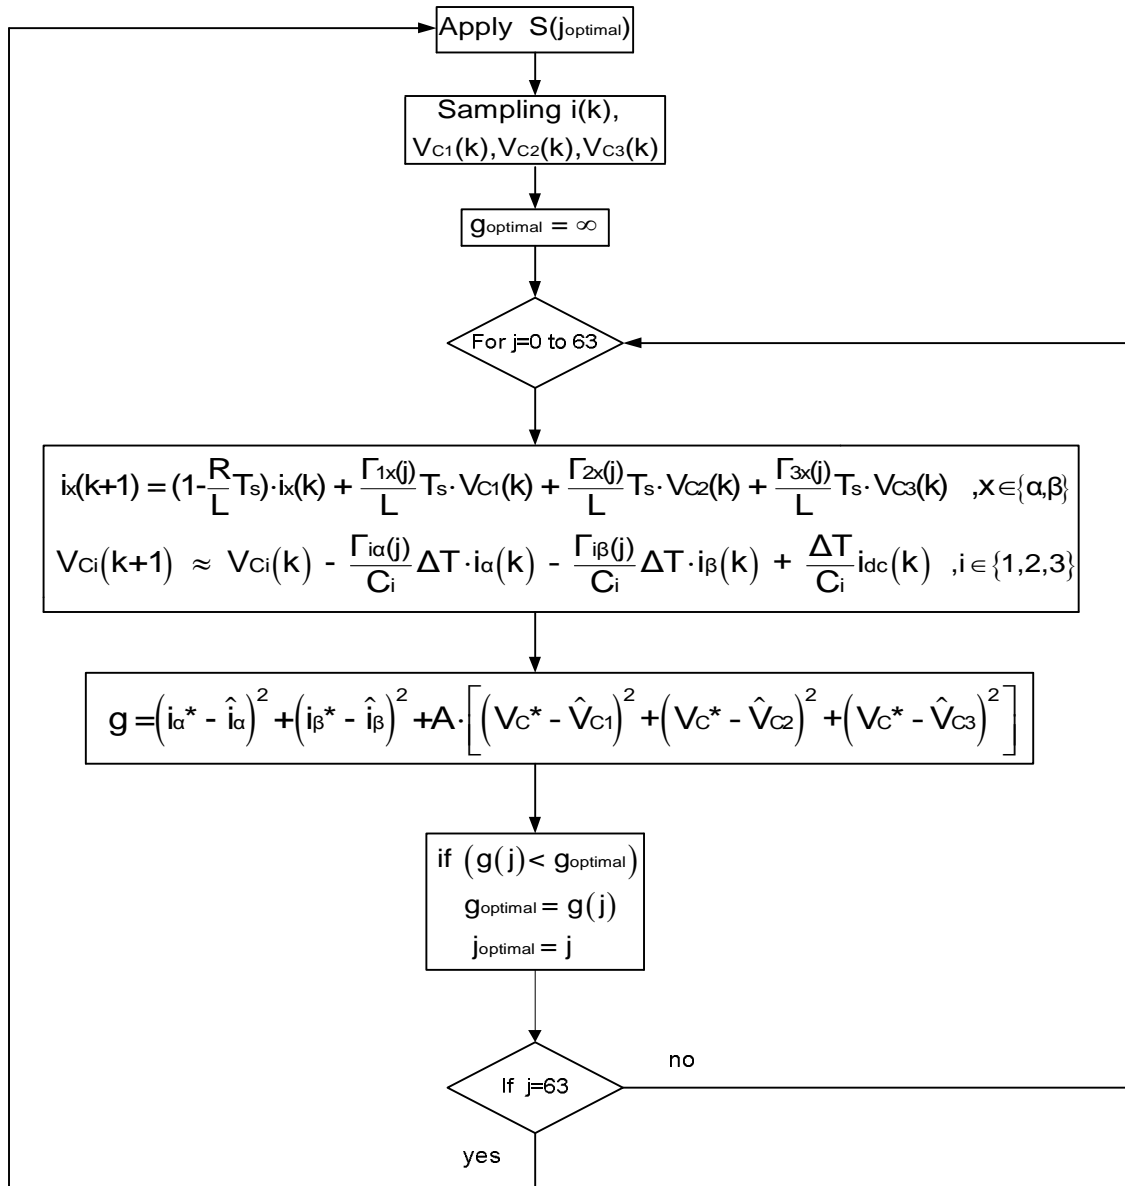 Apply S(joptimal)
Sampling i(k),
VC1(k),VC2(k),VC3(k)
goptimal = ∞
For j=0 to 63
ix(k+1) = (1-R/L Ts)·ix(k) + Γ1x(j)/L Ts·VC1(k) + Γ2x(j)/L Ts·VC2(k) + Γ3x(j)/L Ts·VC3(k) ,x∈{α,β}
VCi(k+1) ≈ VCi(k) - Γiα(j)/Ci ΔT·iα(k) - Γiβ(j)/Ci ΔT·iβ(k) + ΔT/Ci idc(k) ,i∈{1,2,3}
g=(iα* - îα)² +(iβ* - îβ)² +A·[(VC* - V̂C1)² +(VC* - V̂C2)² +(VC* - V̂C3)²]
if (g(j)< goptimal)
goptimal = g(j)
joptimal = j
If j=63
no
yes